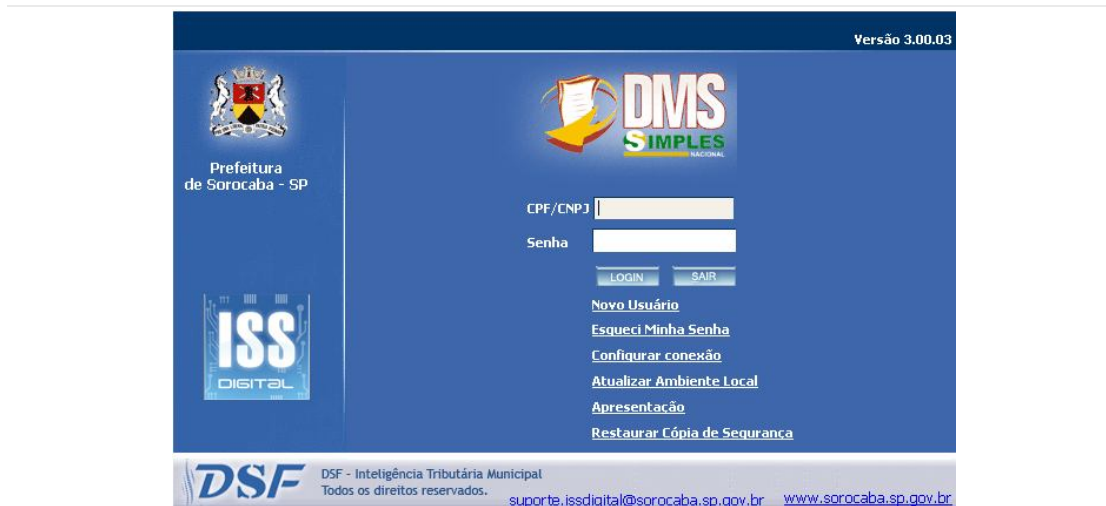 Versão 3.00.03
Prefeitura
de Sorocaba - SP
DMS
SIMPLES
NACIONAL
CPF/CNPJ
Senha
LOGIN SAIR
Novo Usuário
Esqueci Minha Senha
Configurar conexão
Atualizar Ambiente Local
Apresentação
Restaurar Cópia de Segurança
ISS
DIGITAL
DSF
DSF - Inteligência Tributária Municipal
Todos os direitos reservados.
suporte.issdigital@sorocaba.sp.gov.br www.sorocaba.sp.gov.br